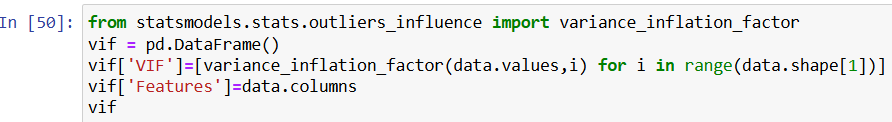 In [50]: from statsmodels.stats.outliers_influence import variance_inflation_factor
vif = pd.DataFrame()
vif['VIF']=[variance_inflation_factor(data.values,i) for i in range(data.shape[1])]
vif['Features']=data.columns
vif